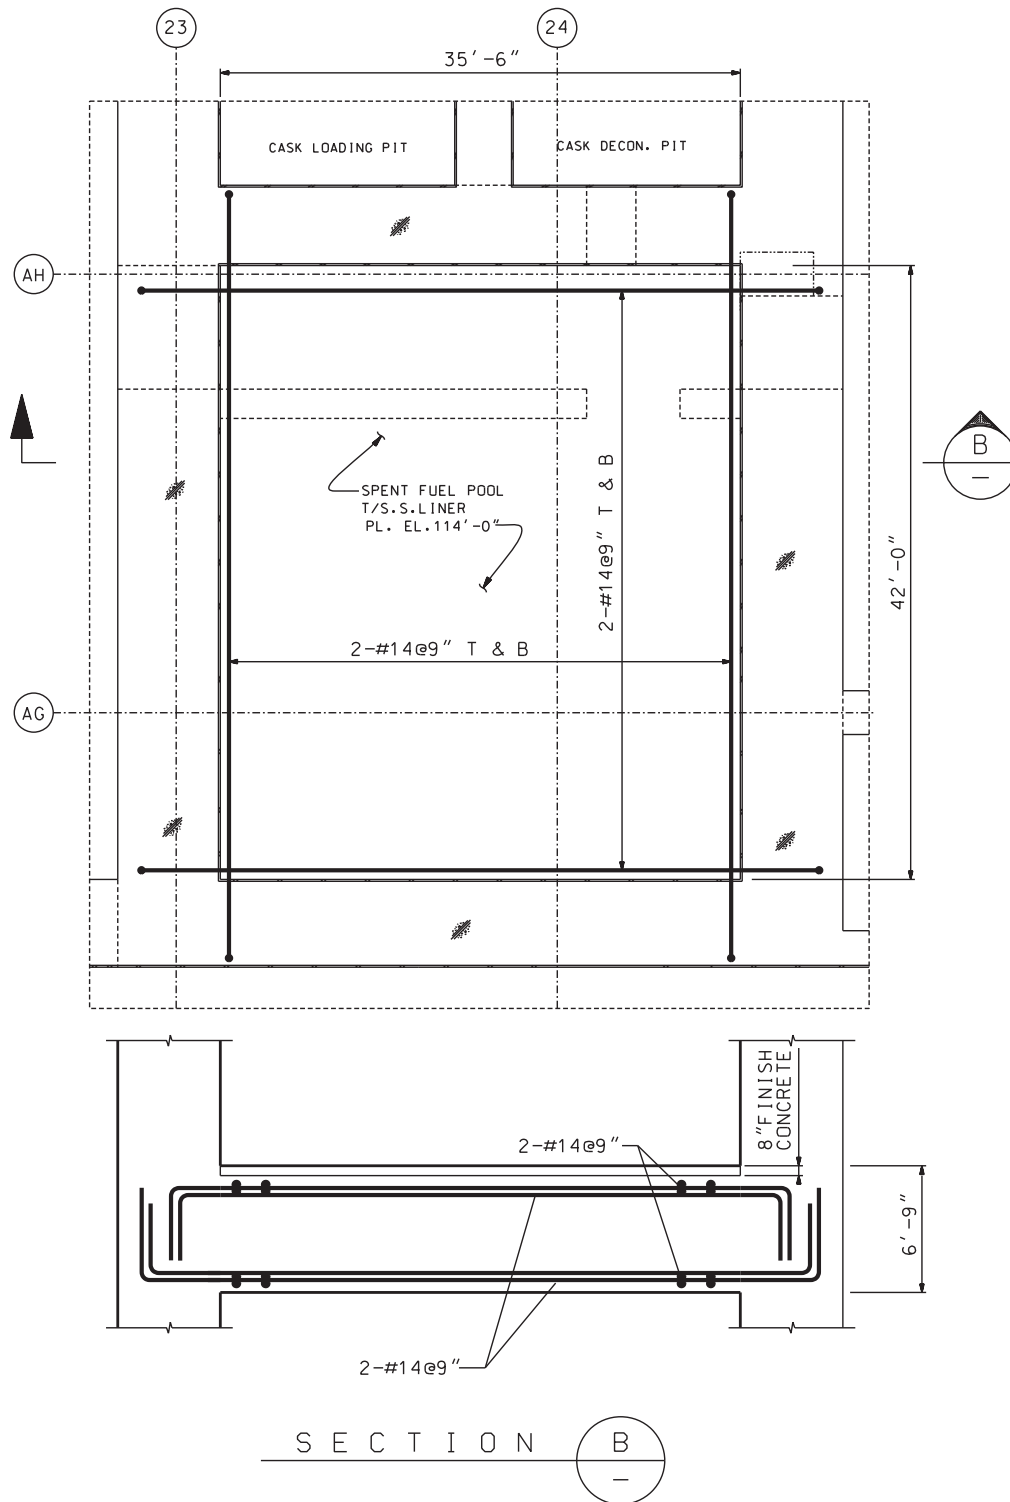 23
24
35'-6"
CASK LOADING PIT
CASK DECON. PIT
AH
SPENT FUEL POOL
T/S.S.LINER
PL. EL.114'-0"
2-#14@9" T & B
B
–
42'-0"
2-#14@9" T & B
AG
8"FINISH
CONCRETE
2-#14@9"
6'-9"
2-#14@9"
SECTION B
–